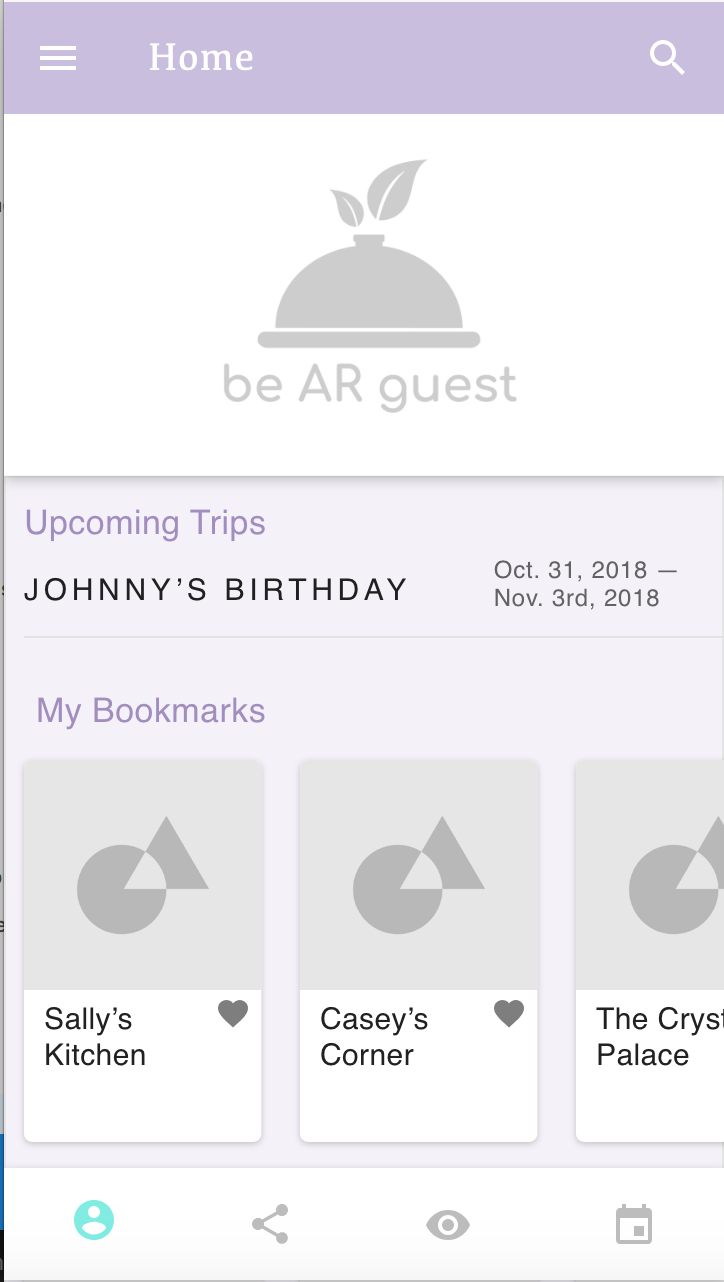 Home
be AR guest
Upcoming Trips
JOHNNY’S BIRTHDAY
Oct. 31, 2018 —
Nov. 3rd, 2018
My Bookmarks
Sally’s
Kitchen
Casey’s
Corner
The Cryst
Palace